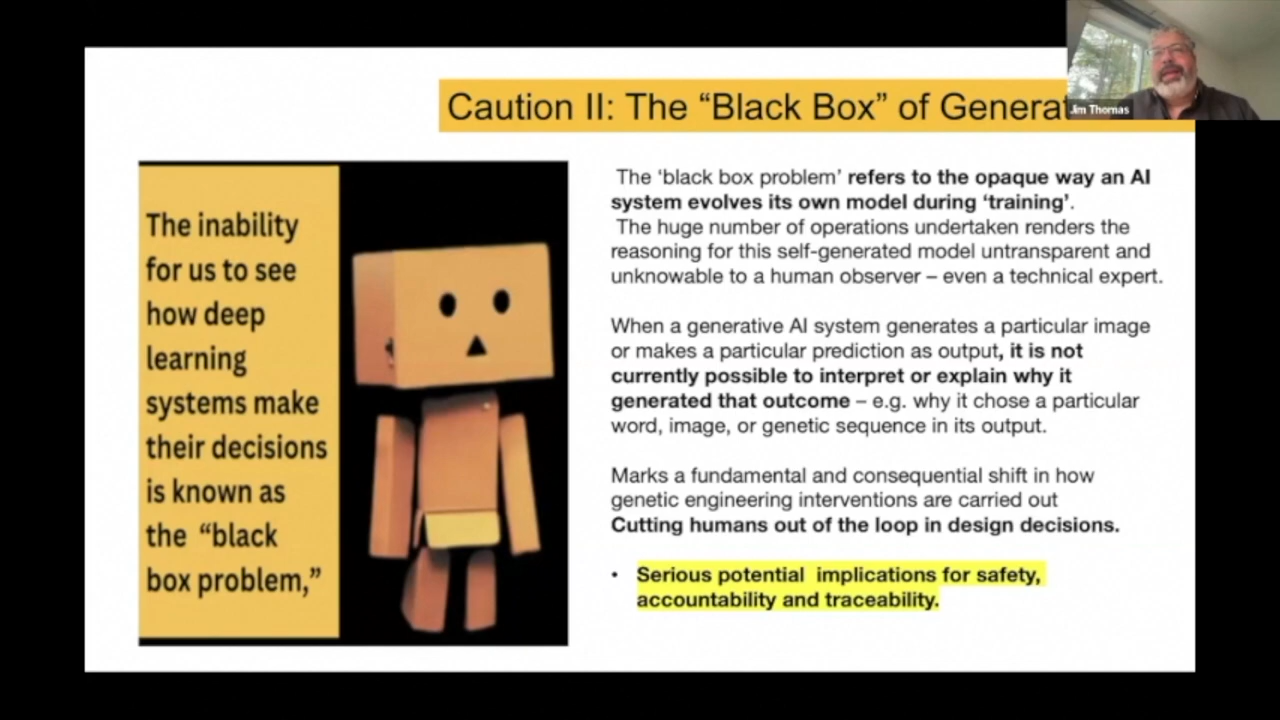 Caution II: The “Black Box” of Genera
Jim Thomas
The inability
for us to see
how deep
learning
systems make
their decisions
is known as
the “black
box problem,”
The ‘black box problem’ refers to the opaque way an AI
system evolves its own model during ‘training’.
The huge number of operations undertaken renders the
reasoning for this self-generated model untransparent and
unknowable to a human observer – even a technical expert.
When a generative AI system generates a particular image
or makes a particular prediction as output, it is not
currently possible to interpret or explain why it
generated that outcome – e.g. why it chose a particular
word, image, or genetic sequence in its output.
Marks a fundamental and consequential shift in how
genetic engineering interventions are carried out
Cutting humans out of the loop in design decisions.
• Serious potential implications for safety,
accountability and traceability.